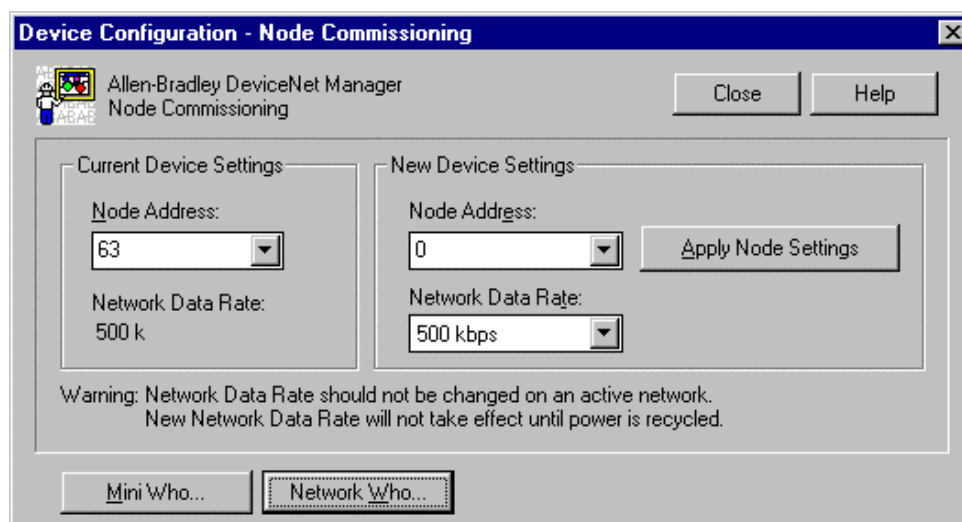 Device Configuration - Node Commissioning
Allen-Bradley DeviceNet Manager
Node Commissioning
Close
Help
Current Device Settings
New Device Settings
Node Address:
63
Node Address:
0
Apply Node Settings
Network Data Rate:
500 k
Network Data Rate:
500 kbps
Warning: Network Data Rate should not be changed on an active network.
New Network Data Rate will not take effect until power is recycled.
Mini Who...
Network Who...